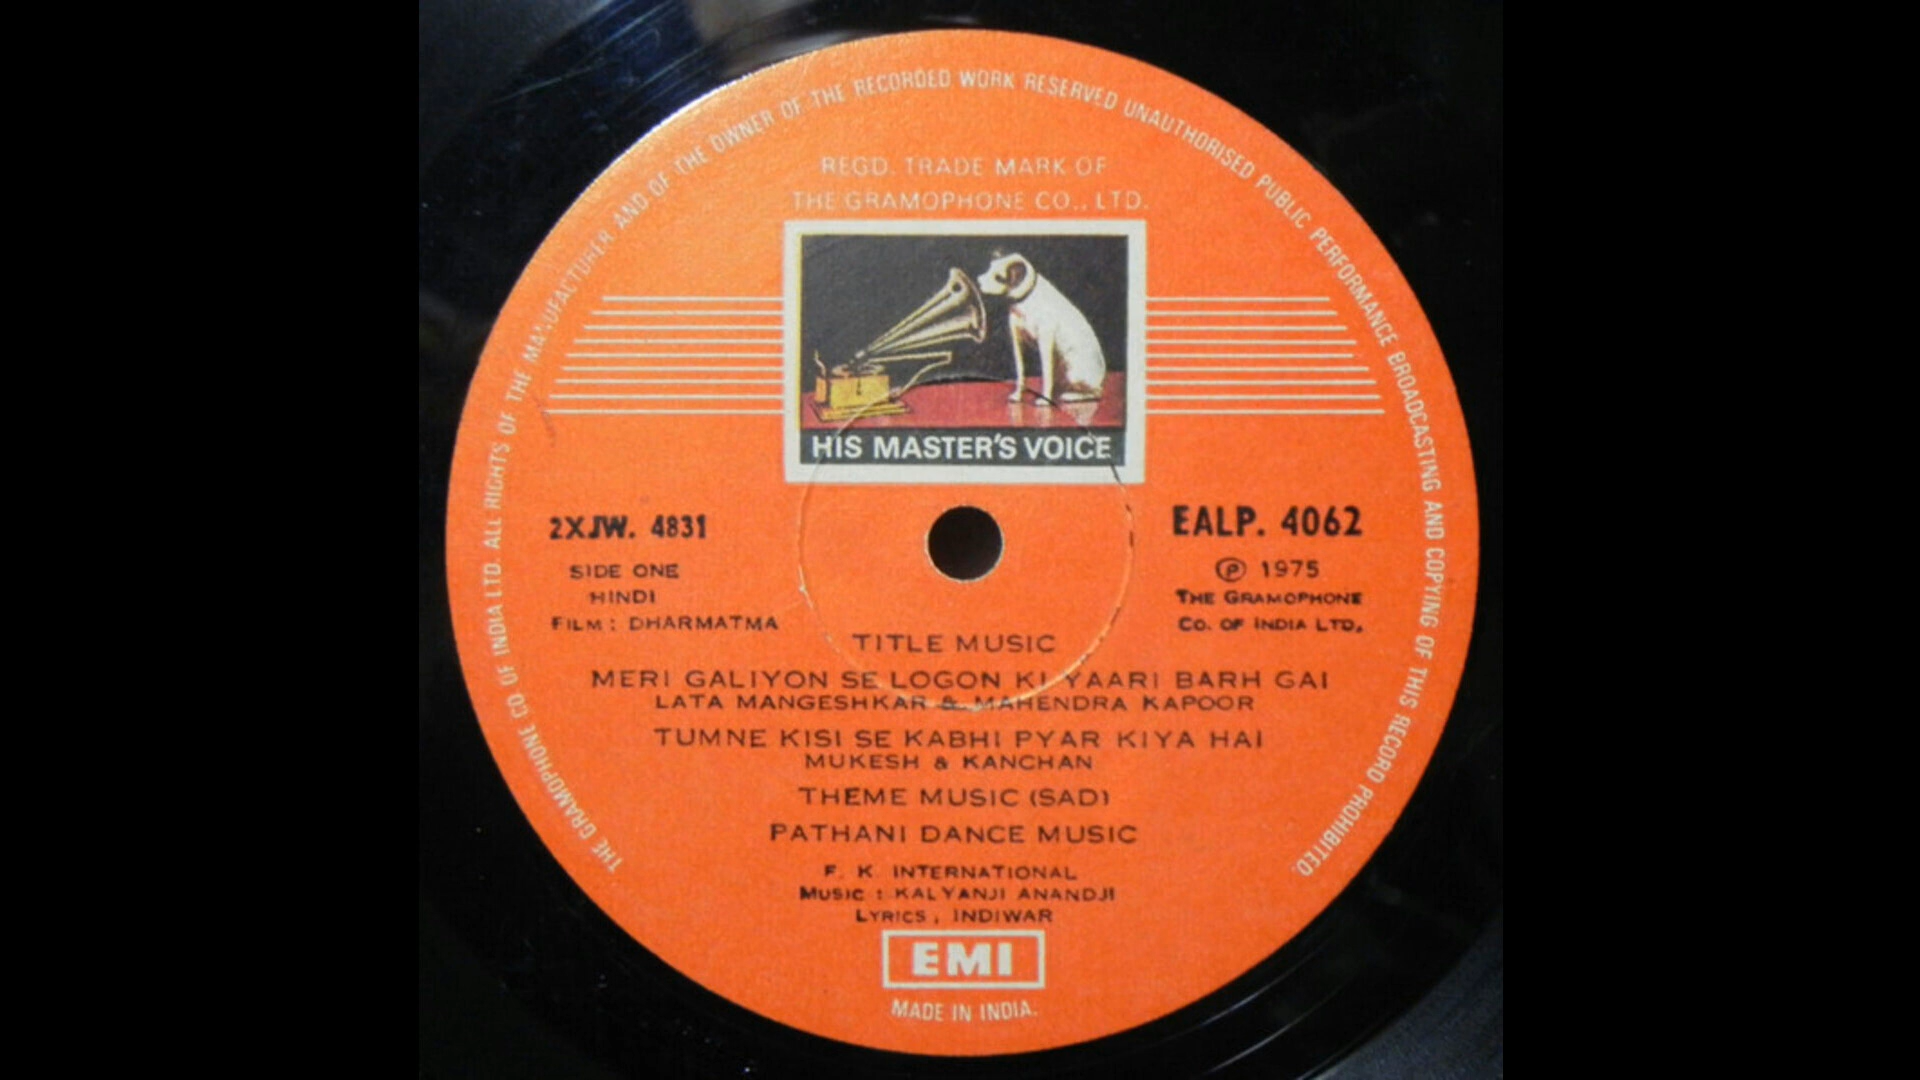 THE GRAMOPHONE CO OF INDIA LTD. ALL RIGHTS OF THE MANUFACTURER AND OF THE OWNER OF THE RECORDED WORK RESERVED UNAUTHORISED PUBLIC PERFORMANCE BROADCASTING AND COPYING OF THIS RECORD PROHIBITED.
REGD. TRADE MARK OF
THE GRAMOPHONE CO., LTD.
HIS MASTER'S VOICE
2XJW. 4831
SIDE ONE
HINDI
FILM : DHARMATMA
EALP. 4062
Ⓟ 1975
THE GRAMOPHONE
CO. OF INDIA LTD.
TITLE MUSIC
MERI GALIYON SE LOGON KI YAARI BARH GAI
LATA MANGESHKAR & MAHENDRA KAPOOR
TUMNE KISI SE KABHI PYAR KIYA HAI
MUKESH & KANCHAN
THEME MUSIC (SAD)
PATHANI DANCE MUSIC
F. K. INTERNATIONAL
MUSIC : KALYANJI ANANDJI
LYRICS : INDIWAR
EMI
MADE IN INDIA.